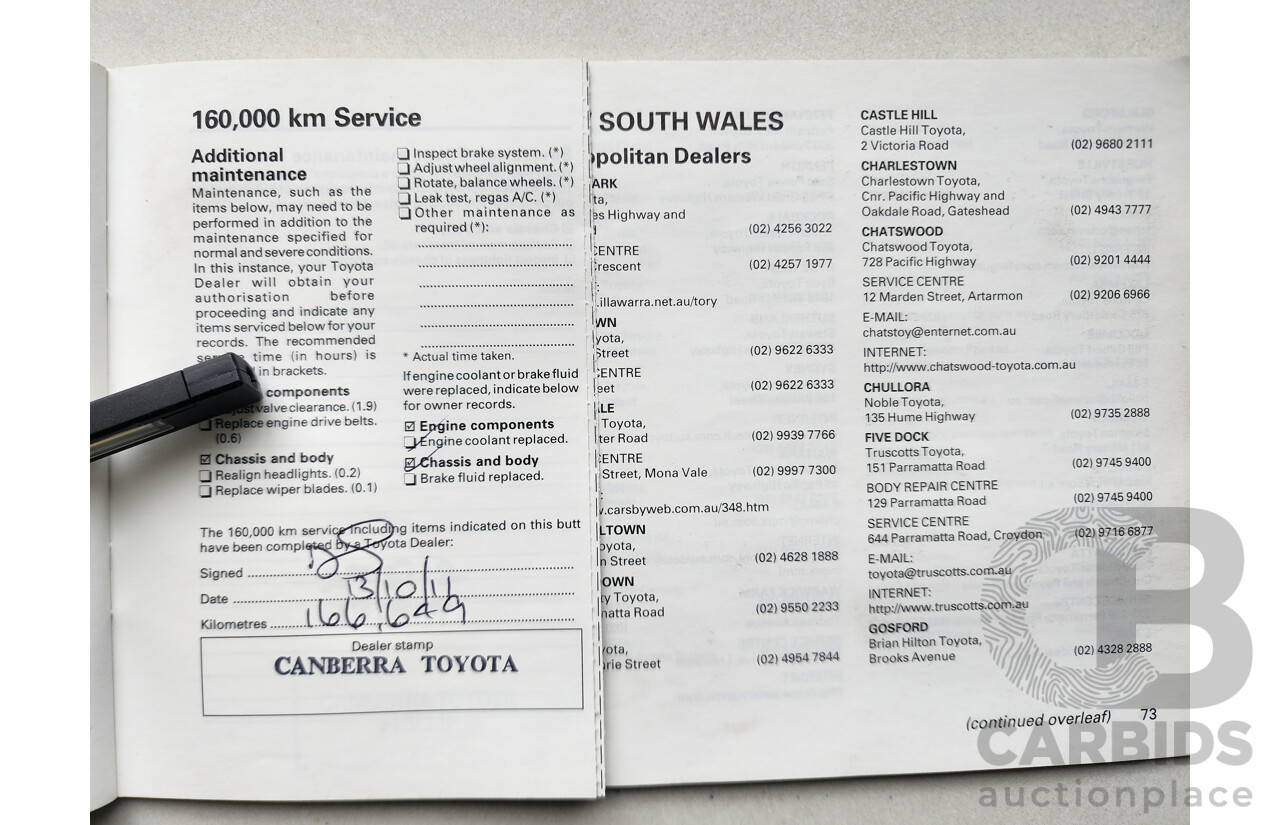 160,000 km Service
Additional
maintenance
Maintenance, such as the
items below, may need to be
performed in addition to the
maintenance specified for
normal and severe conditions.
In this instance, your Toyota
Dealer will obtain your
authorisation before
proceeding and indicate any
items serviced below for your
records. The recommended
time (in hours) is
in brackets.
components
valve clearance. (1.9)
Replace engine drive belts.
(0.6)
Chassis and body
Realign headlights. (0.2)
Replace wiper blades. (0.1)
Inspect brake system. (*)
Adjust wheel alignment. (*)
Rotate, balance wheels. (*)
Leak test, regas A/C. (*)
Other maintenance as
required (*):
* Actual time taken.
If engine coolant or brake fluid
were replaced, indicate below
for owner records.
Engine components
Engine coolant replaced.
Chassis and body
Brake fluid replaced.
The 160,000 km service including items indicated on this butt
have been completed by a Toyota Dealer:
Signed
Date 13/10/11
Kilometres 166,649
Dealer stamp
CANBERRA TOYOTA
SOUTH WALES
politan Dealers
ARK
ta,
es Highway and
(02) 4256 3022
CENTRE
rescent (02) 4257 1977
.illawarra.net.au/tory
WN
yota,
Street (02) 9622 6333
CENTRE
eet (02) 9622 6333
LE
Toyota,
ter Road (02) 9939 7766
CENTRE
Street, Mona Vale (02) 9997 7300
.carsbyweb.com.au/348.htm
LTOWN
oyota,
n Street (02) 4628 1888
OWN
ty Toyota,
matta Road (02) 9550 2233
yota,
rie Street (02) 4954 7844
CASTLE HILL
Castle Hill Toyota,
2 Victoria Road (02) 9680 2111
CHARLESTOWN
Charlestown Toyota,
Cnr. Pacific Highway and
Oakdale Road, Gateshead (02) 4943 7777
CHATSWOOD
Chatswood Toyota,
728 Pacific Highway (02) 9201 4444
SERVICE CENTRE
12 Marden Street, Artarmon (02) 9206 6966
E-MAIL:
chatstoy@enternet.com.au
INTERNET:
http://www.chatswood-toyota.com.au
CHULLORA
Noble Toyota,
135 Hume Highway (02) 9735 2888
FIVE DOCK
Truscotts Toyota,
151 Parramatta Road (02) 9745 9400
BODY REPAIR CENTRE
129 Parramatta Road (02) 9745 9400
SERVICE CENTRE
644 Parramatta Road, Croydon (02) 9716 6877
E-MAIL:
toyota@truscotts.com.au
INTERNET:
http://www.truscotts.com.au
GOSFORD
Brian Hilton Toyota,
Brooks Avenue (02) 4328 2888
(continued overleaf) 73
CARBIDS
auctionplace